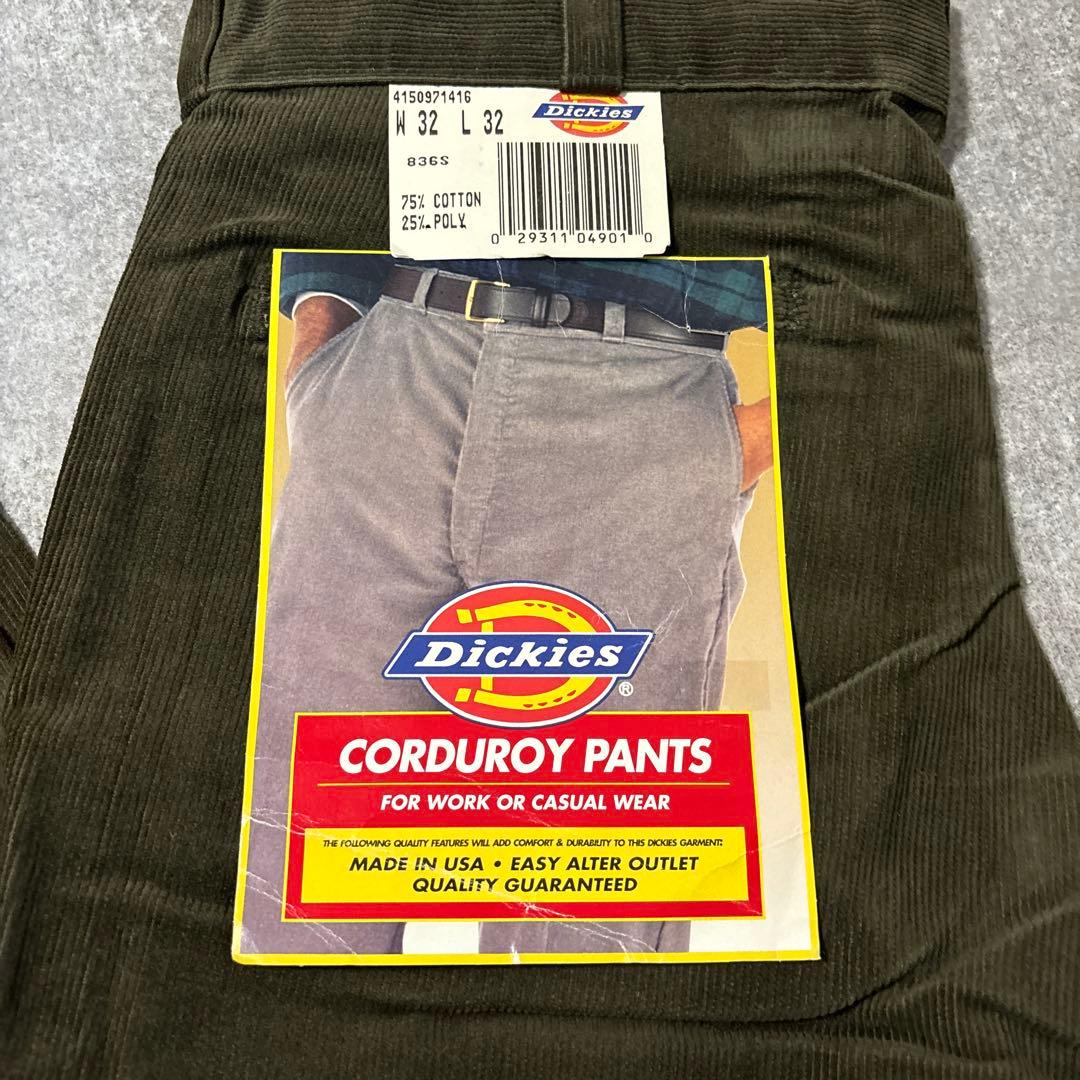 4150971416
W 32 L 32
Dickies
836S
75% COTTON
25% POLY
0 29311 04901 0
Dickies
®
CORDUROY PANTS
FOR WORK OR CASUAL WEAR
THE FOLLOWING QUALITY FEATURES WILL ADD COMFORT & DURABILITY TO THIS DICKIES GARMENT:
MADE IN USA • EASY ALTER OUTLET
QUALITY GUARANTEED